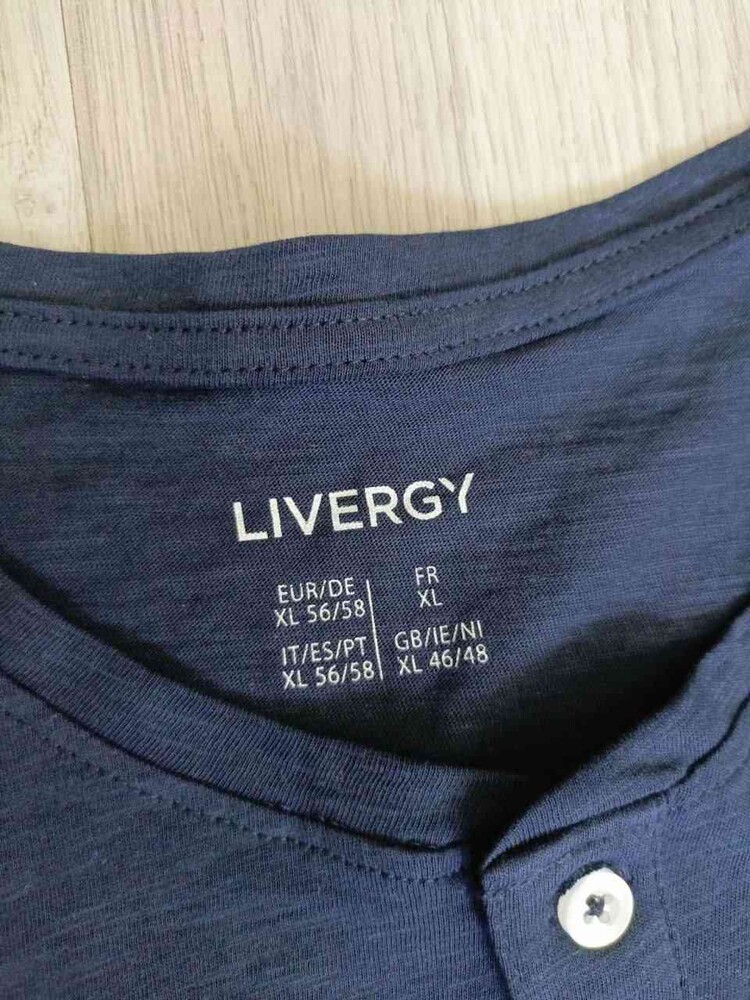 LIVERGY
EUR/DE
XL 56/58
FR
XL
IT/ES/PT
XL 56/58
GB/IE/NI
XL 46/48